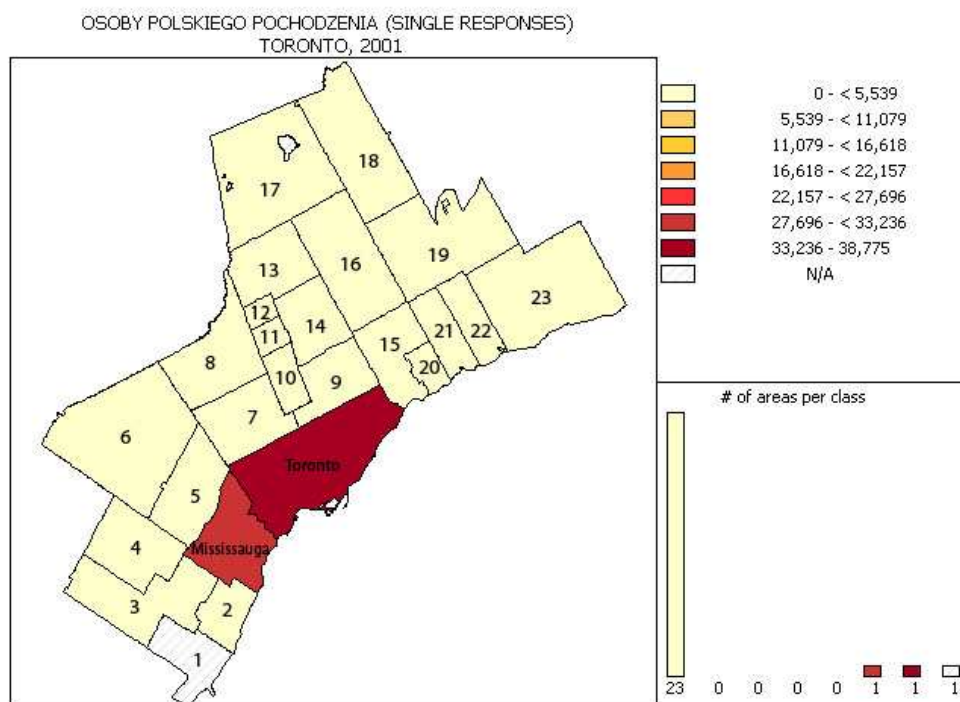 OSOBY POLSKIEGO POCHODZENIA (SINGLE RESPONSES)
TORONTO, 2001
0 - < 5,539
5,539 - < 11,079
11,079 - < 16,618
16,618 - < 22,157
22,157 - < 27,696
27,696 - < 33,236
33,236 - 38,775
N/A
18
17
19
16
13
23
12
14
11
21
22
15
8
20
10
9
7
6
Toronto
5
4
Mississauga
3
2
1
# of areas per class
23 0 0 0 0 1 1 1